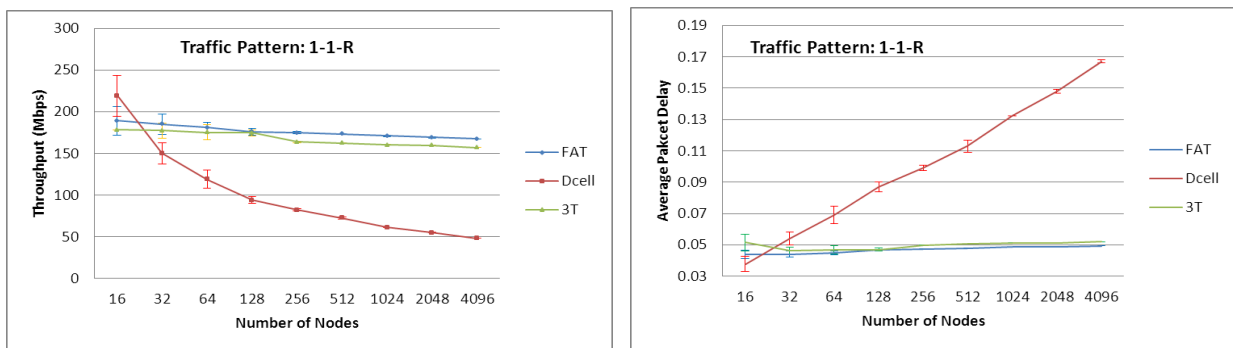 Traffic Pattern: 1-1-R
Throughput (Mbps)
300
250
200
150
100
50
0
16 32 64 128 256 512 1024 2048 4096
Number of Nodes
FAT
Dcell
3T
Traffic Pattern: 1-1-R
Average Pakcet Delay
0.19
0.17
0.15
0.13
0.11
0.09
0.07
0.05
0.03
16 32 64 128 256 512 1024 2048 4096
Number of Nodes
FAT
Dcell
3T